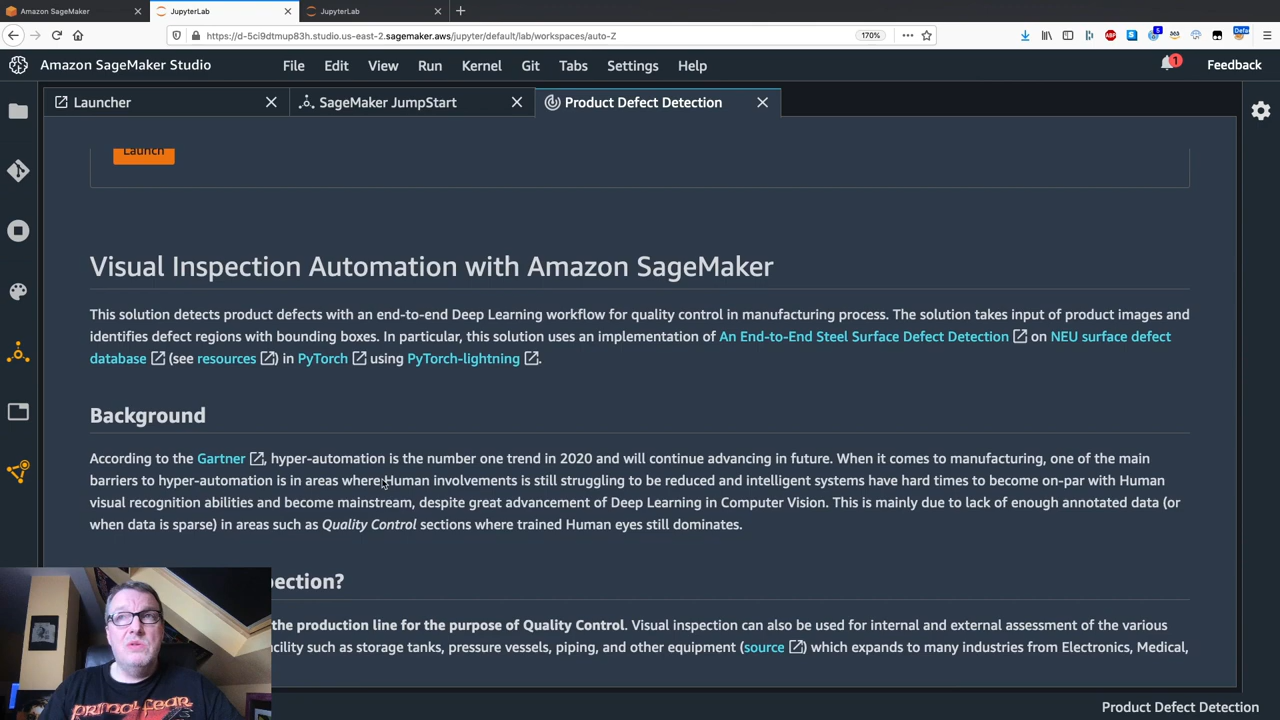 Amazon SageMaker
JupyterLab
JupyterLab
https://d-5ci9dtmup83h.studio.us-east-2.sagemaker.aws/jupyter/default/lab/workspaces/auto-Z
170%
Amazon SageMaker Studio
File Edit View Run Kernel Git Tabs Settings Help
1
Feedback
Launcher
SageMaker JumpStart
Product Defect Detection
Launch
Visual Inspection Automation with Amazon SageMaker
This solution detects product defects with an end-to-end Deep Learning workflow for quality control in manufacturing process. The solution takes input of product images and
identifies defect regions with bounding boxes. In particular, this solution uses an implementation of An End-to-End Steel Surface Defect Detection on NEU surface defect
database (see resources ) in PyTorch using PyTorch-lightning .
Background
According to the Gartner , hyper-automation is the number one trend in 2020 and will continue advancing in future. When it comes to manufacturing, one of the main
barriers to hyper-automation is in areas where Human involvements is still struggling to be reduced and intelligent systems have hard times to become on-par with Human
visual recognition abilities and become mainstream, despite great advancement of Deep Learning in Computer Vision. This is mainly due to lack of enough annotated data (or
when data is sparse) in areas such as Quality Control sections where trained Human eyes still dominates.
pection?
the production line for the purpose of Quality Control. Visual inspection can also be used for internal and external assessment of the various
cility such as storage tanks, pressure vessels, piping, and other equipment (source ) which expends to many industries from Electronics, Medical,
PRIMAL FEAR
Product Defect Detection